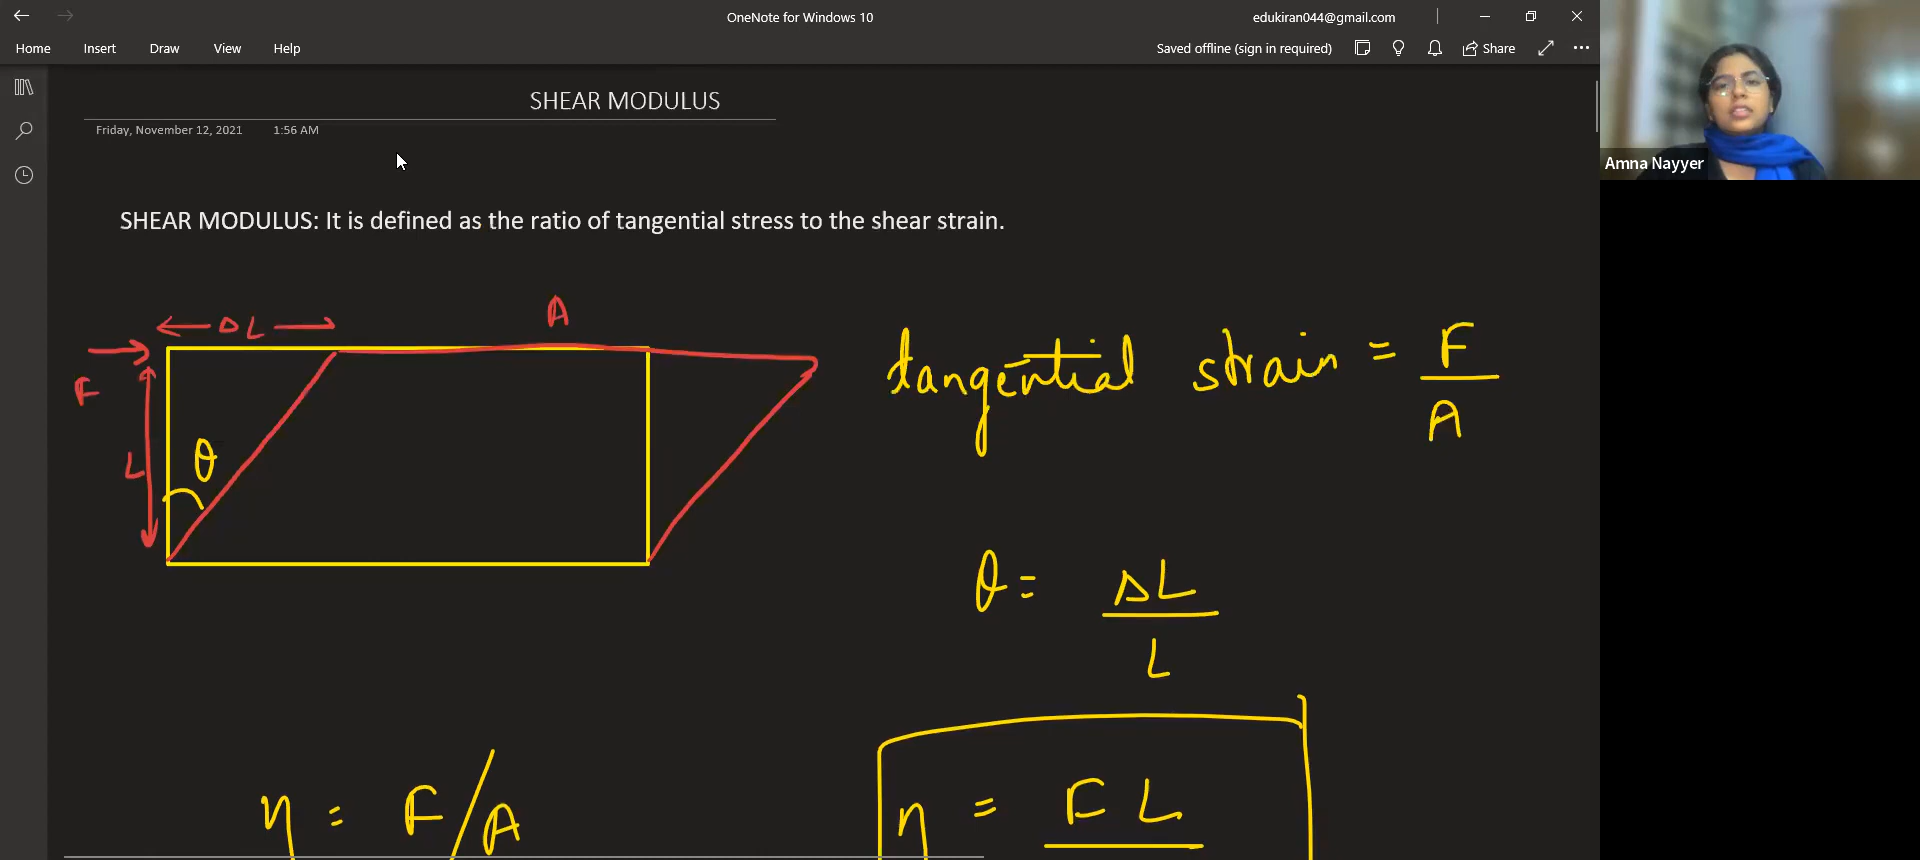 OneNote for Windows 10
edukiran044@gmail.com
Home Insert Draw View Help
Saved offline (sign in required)
Share
SHEAR MODULUS
Friday, November 12, 2021 1:56 AM
Amna Nayyer
SHEAR MODULUS: It is defined as the ratio of tangential stress to the shear strain.
ΔL
A
F
L
θ
tangential strain = F/A
θ = ΔL/L
η = F/A
η = FL